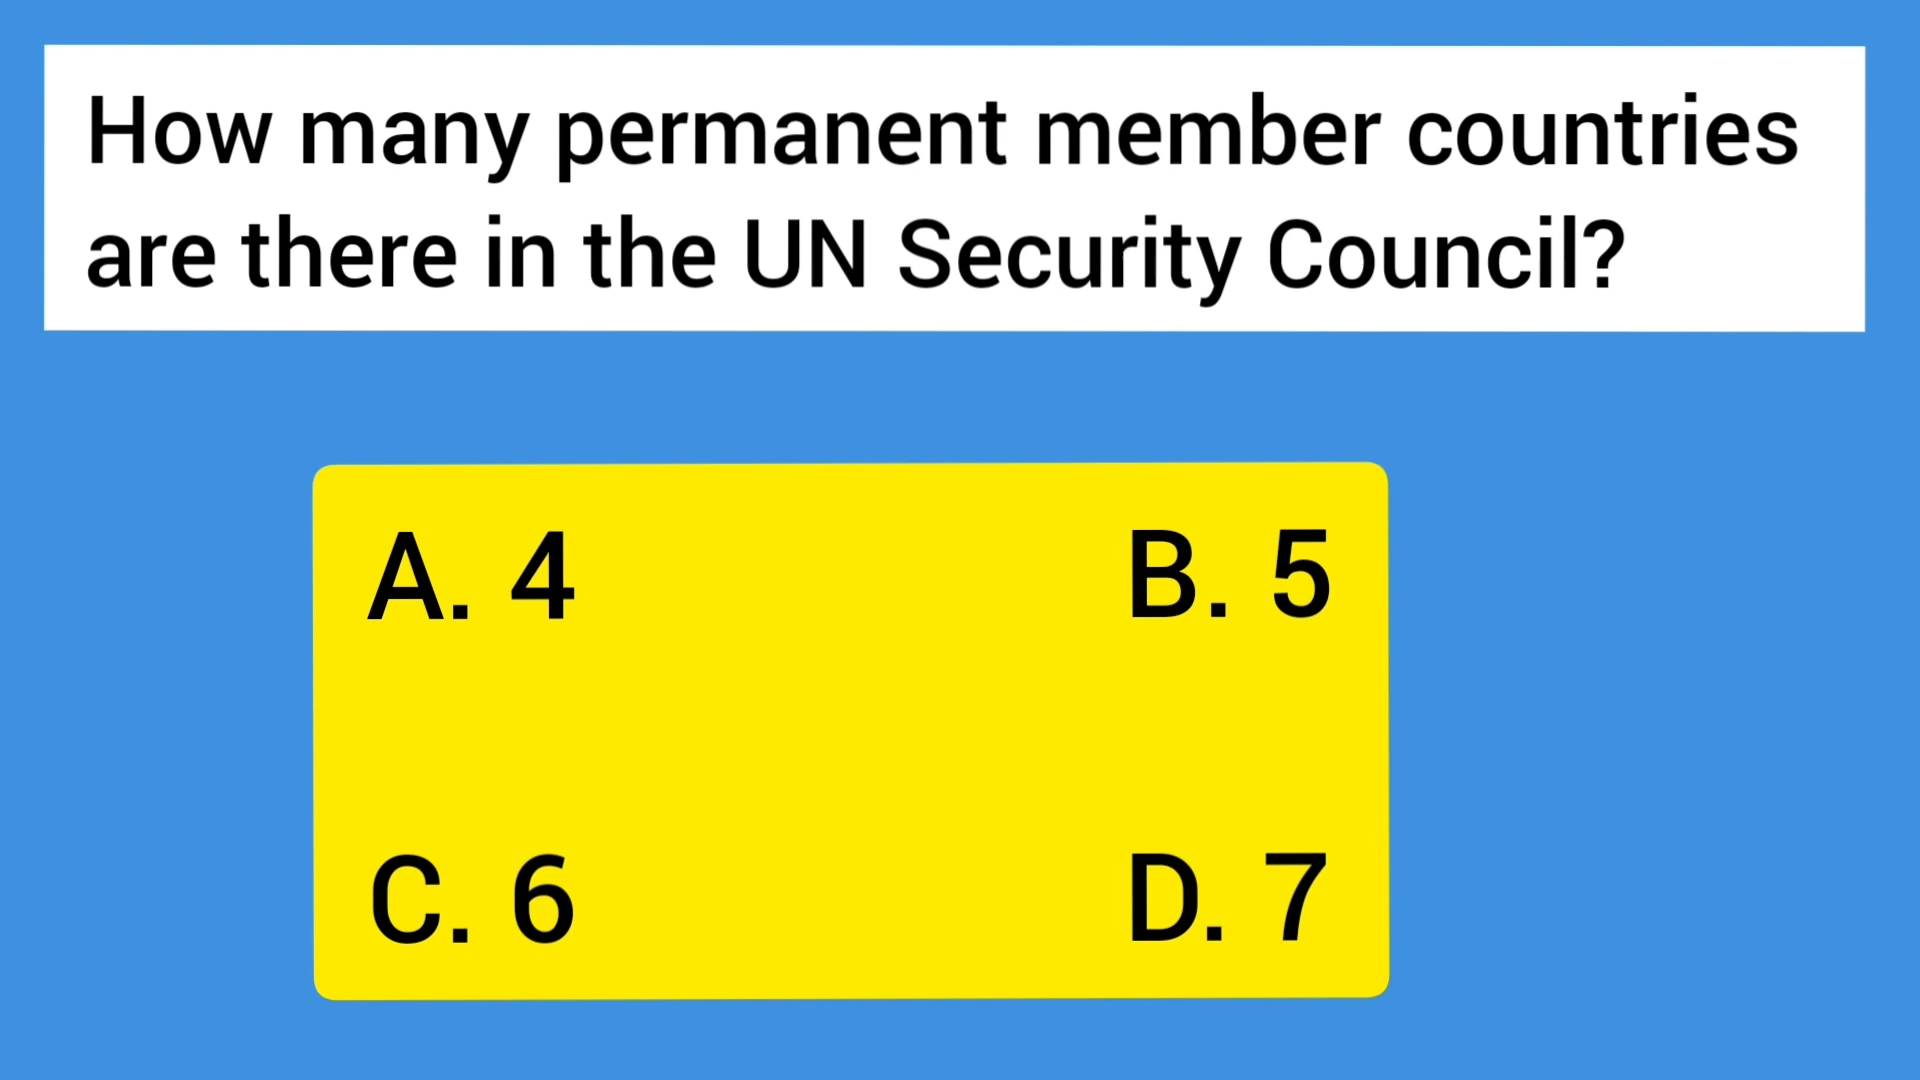 How many permanent member countries
are there in the UN Security Council?
A. 4 B. 5
C. 6 D. 7